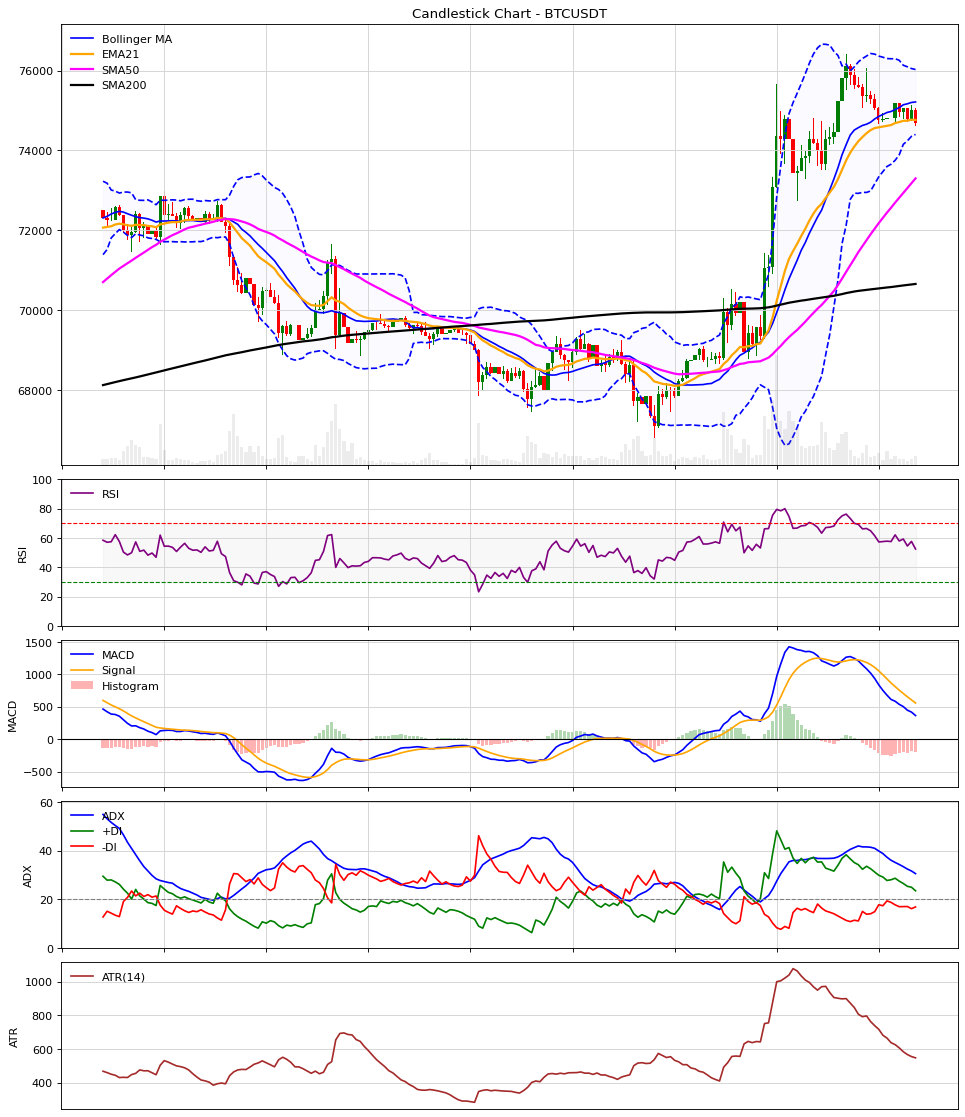 Candlestick Chart - BTCUSDT
Bollinger MA
EMA21
SMA50
SMA200
76000
74000
72000
70000
68000
RSI
RSI
100
80
60
40
20
0
MACD
Signal
Histogram
MACD
1500
1000
500
0
−500
ADX
+DI
-DI
ADX
60
40
20
0
ATR(14)
ATR
1000
800
600
400